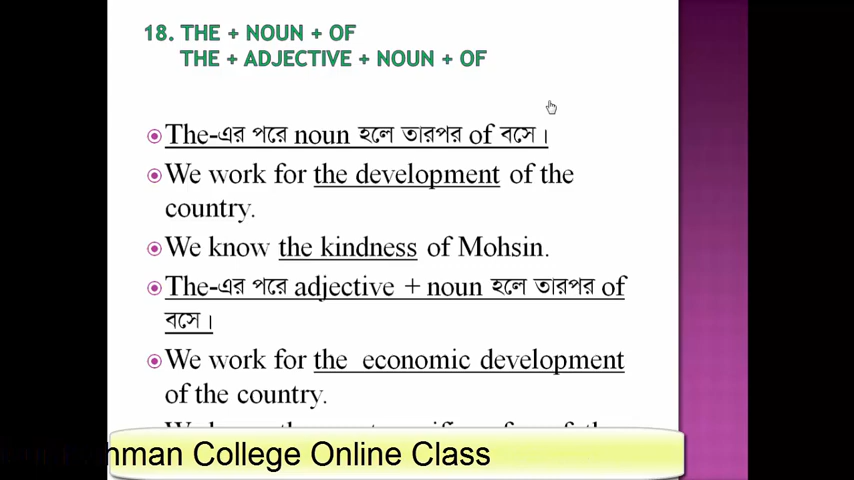 18. THE + NOUN + OF
THE + ADJECTIVE + NOUN + OF
The-এর পরে noun হলে তারপর of বসে।
We work for the development of the
country.
We know the kindness of Mohsin.
The-এর পরে adjective + noun হলে তারপর of
বসে।
We work for the economic development
of the country.
College Online Class